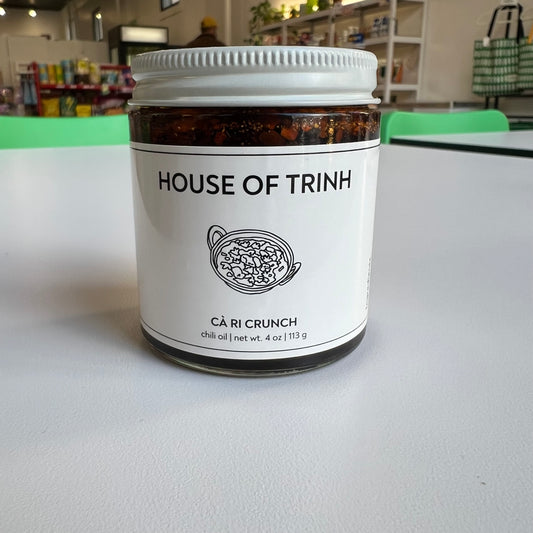 HOUSE OF TRINH
CÀ RI CRUNCH
chili oil | net wt. 4 oz | 113 g